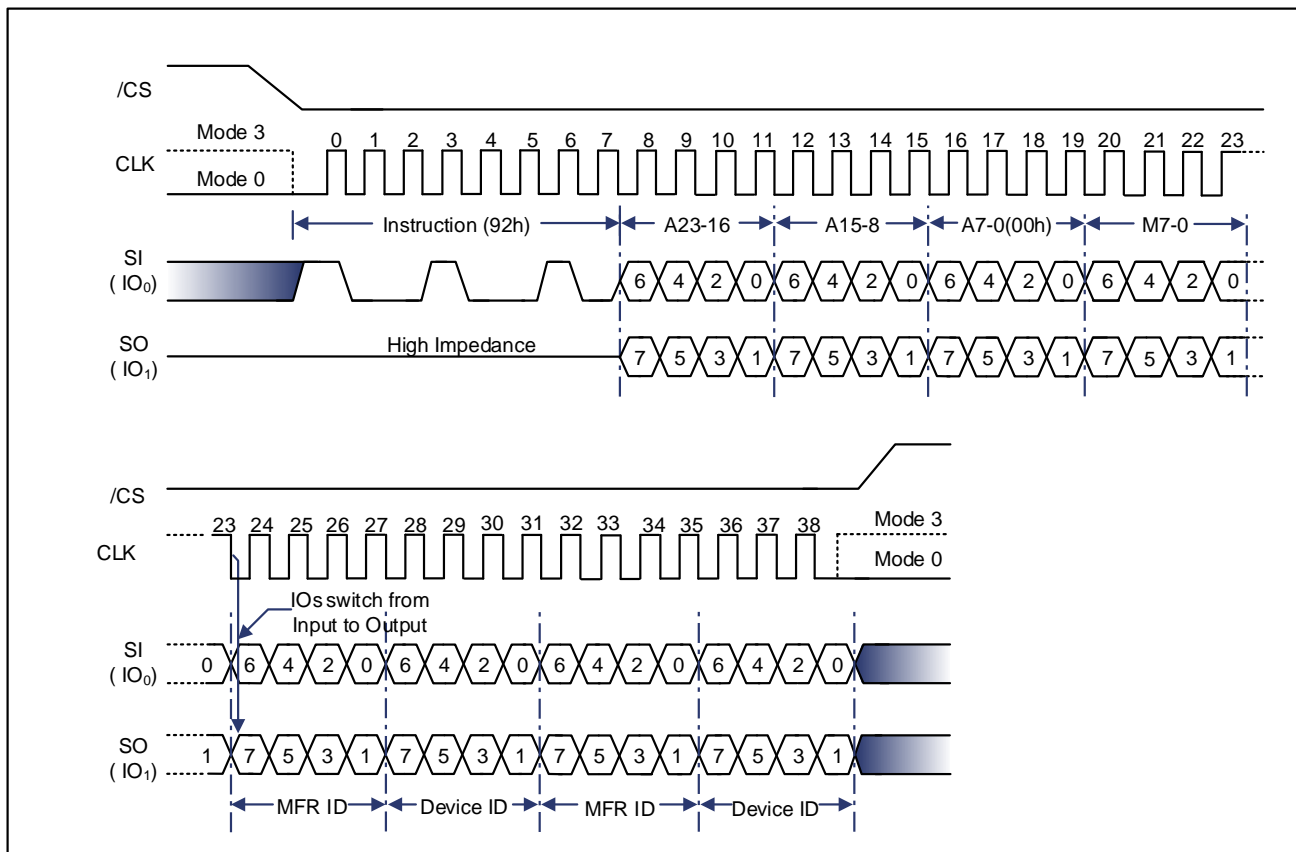 /CS
Mode 3
0 1 2 3 4 5 6 7 8 9 10 11 12 13 14 15 16 17 18 19 20 21 22 23
CLK
Mode 0
Instruction (92h) A23-16 A15-8 A7-0(00h) M7-0
SI
( IO₀)
6 4 2 0 6 4 2 0 6 4 2 0 6 4 2 0
SO
( IO₁)
High Impedance
7 5 3 1 7 5 3 1 7 5 3 1 7 5 3 1
/CS
23 24 25 26 27 28 29 30 31 32 33 34 35 36 37 38
Mode 3
CLK
Mode 0
IOs switch from
Input to Output
SI
( IO₀)
0 6 4 2 0 6 4 2 0 6 4 2 0 6 4 2 0
SO
( IO₁)
1 7 5 3 1 7 5 3 1 7 5 3 1 7 5 3 1
MFR ID Device ID MFR ID Device ID